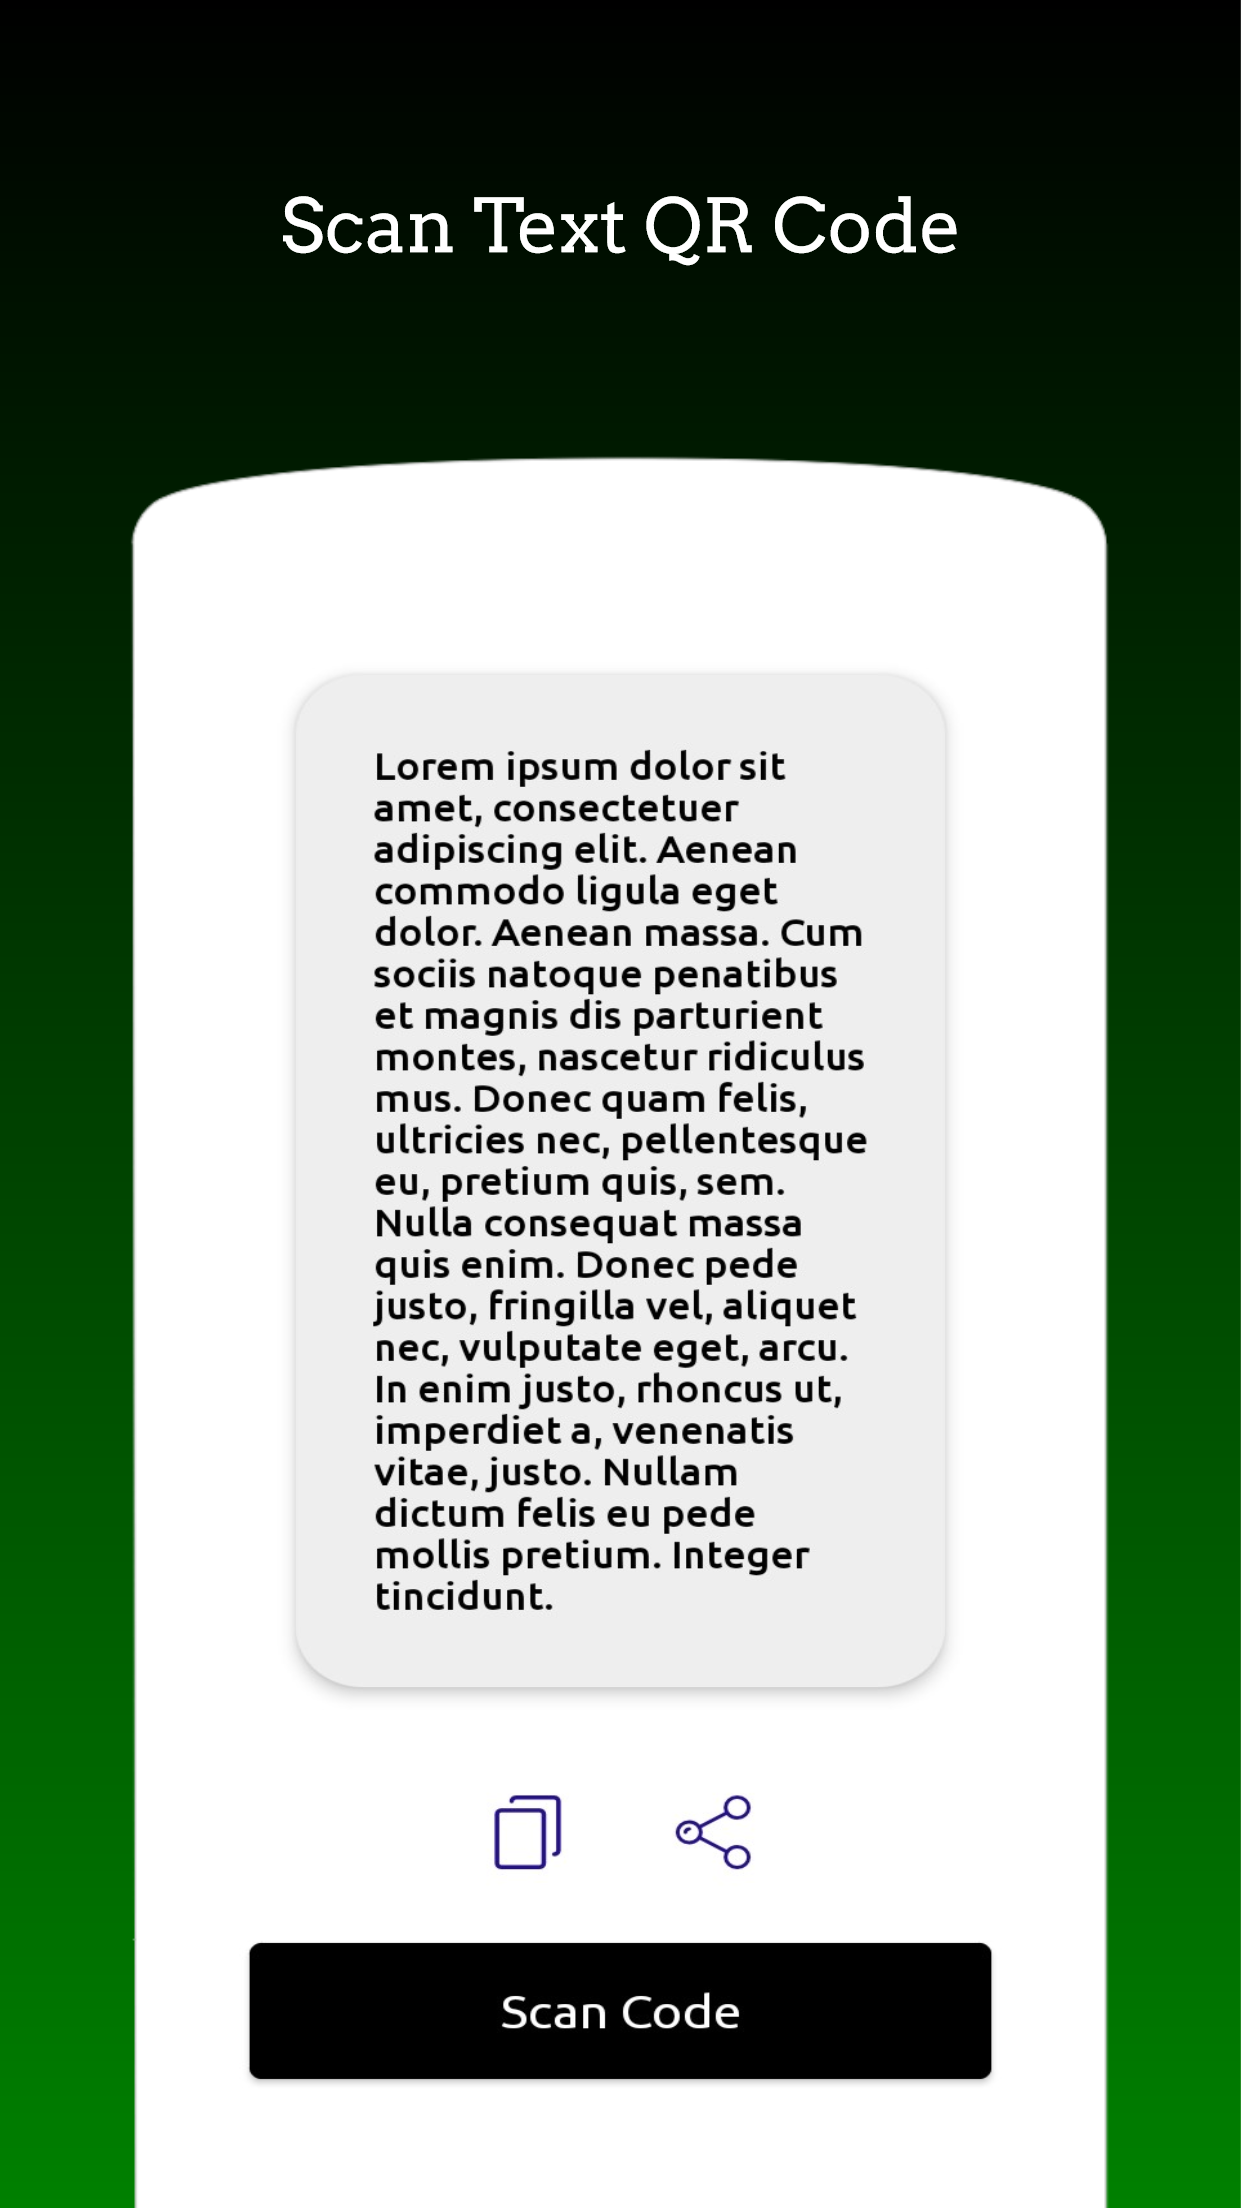 Scan Text QR Code
Lorem ipsum dolor sit
amet, consectetuer
adipiscing elit. Aenean
commodo ligula eget
dolor. Aenean massa. Cum
sociis natoque penatibus
et magnis dis parturient
montes, nascetur ridiculus
mus. Donec quam felis,
ultricies nec, pellentesque
eu, pretium quis, sem.
Nulla consequat massa
quis enim. Donec pede
justo, fringilla vel, aliquet
nec, vulputate eget, arcu.
In enim justo, rhoncus ut,
imperdiet a, venenatis
vitae, justo. Nullam
dictum felis eu pede
mollis pretium. Integer
tincidunt.
Scan Code